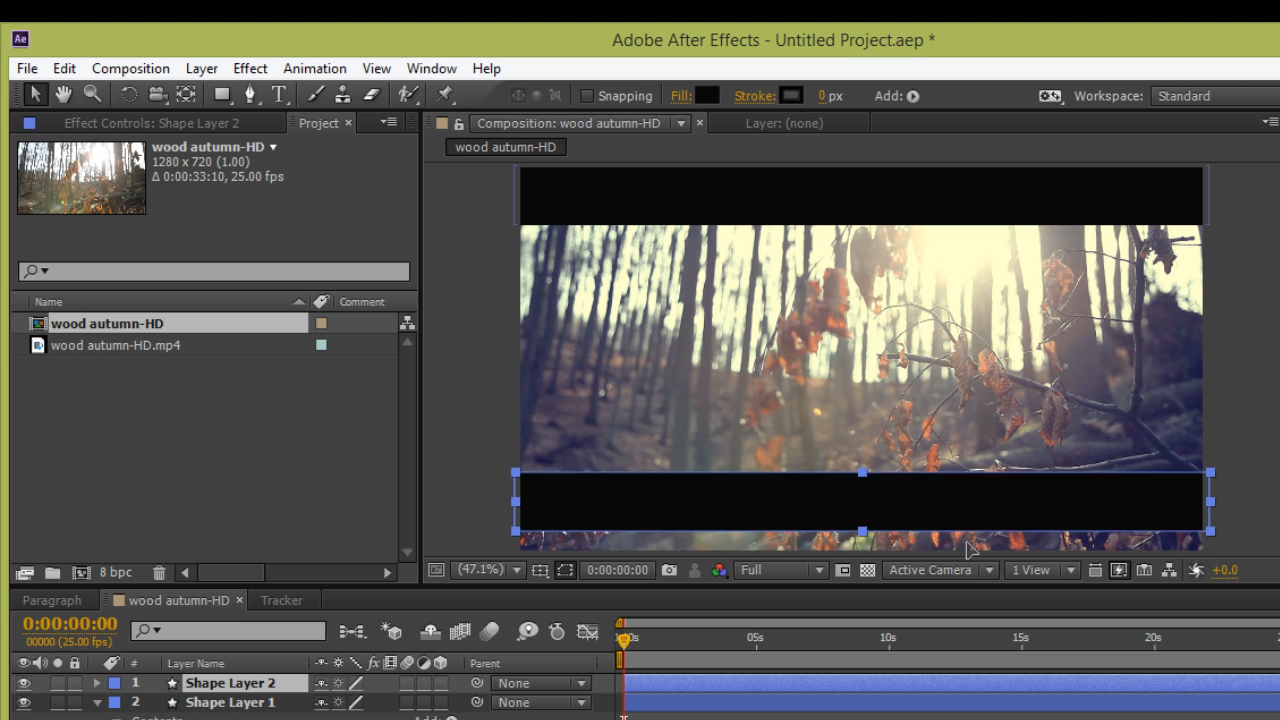 Ae
Adobe After Effects - Untitled Project.aep *
File Edit Composition Layer Effect Animation View Window Help
Snapping Fill: Stroke: 0 px Add: Workspace: Standard
Effect Controls: Shape Layer 2 Project × Composition: wood autumn-HD × Layer: (none)
wood autumn-HD
1280 x 720 (1.00)
Δ 0:00:33:10, 25.00 fps
wood autumn-HD
Name Comment
wood autumn-HD
wood autumn-HD.mp4
8 bpc (47.1%) 0:00:00:00 Full Active Camera 1 View +0.0
Paragraph wood autumn-HD × Tracker
0:00:00:00
00000 (25.00 fps)
05s 10s 15s 20s
# Layer Name fx Parent
1 Shape Layer 2 None
2 Shape Layer 1 None